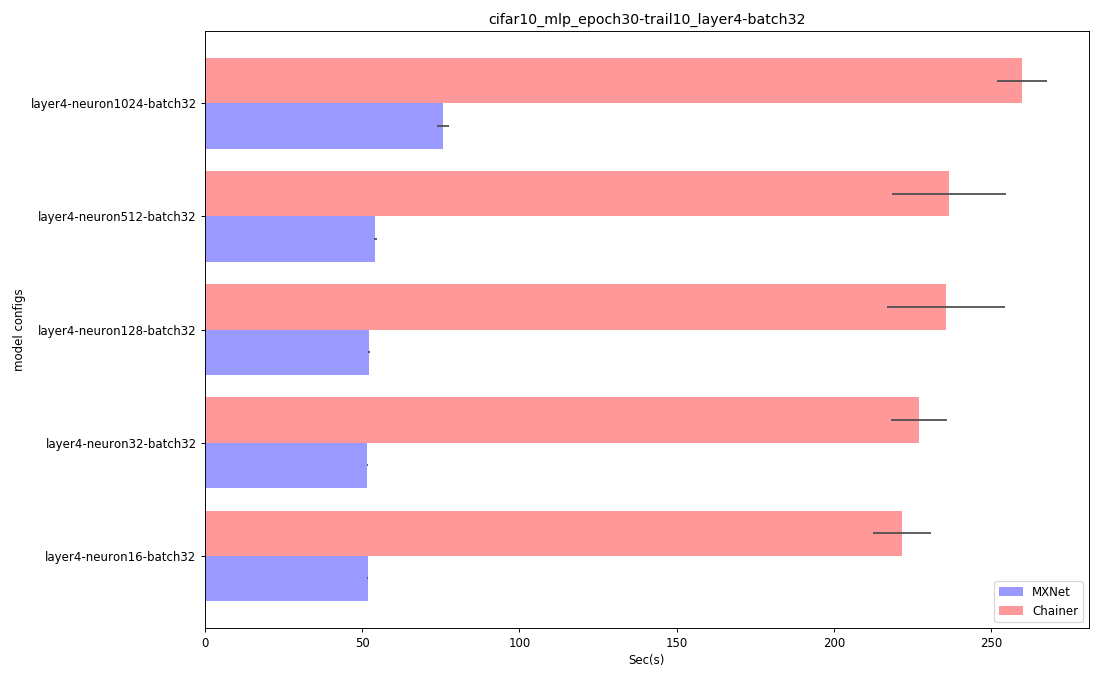 cifar10_mlp_epoch30-trail10_layer4-batch32
model configs
layer4-neuron1024-batch32
layer4-neuron512-batch32
layer4-neuron128-batch32
layer4-neuron32-batch32
layer4-neuron16-batch32
MXNet
Chainer
0 50 100 150 200 250
Sec(s)